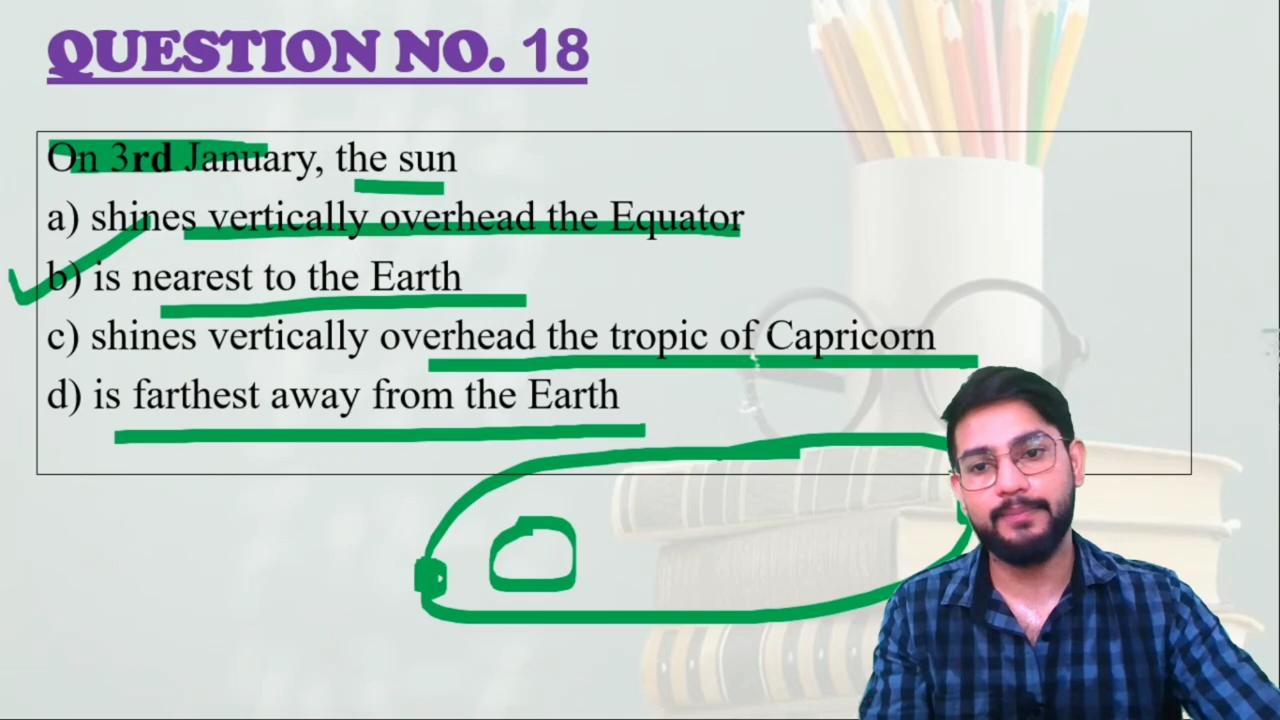 QUESTION NO. 18
On 3rd January, the sun
a) shines vertically overhead the Equator
b) is nearest to the Earth
c) shines vertically overhead the tropic of Capricorn
d) is farthest away from the Earth